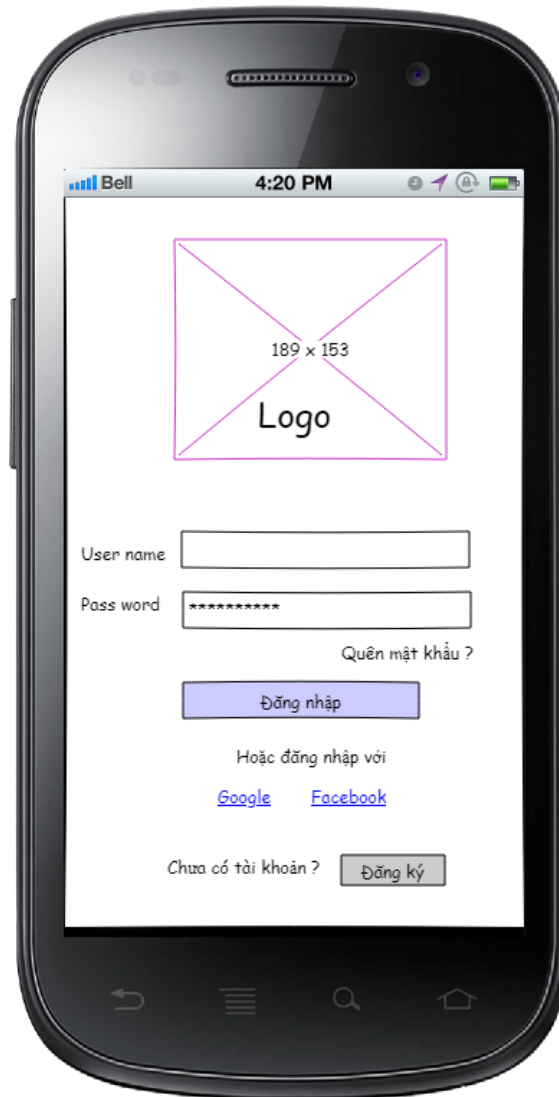 Bell 4:20 PM
189 x 153
Logo
User name
Pass word **********
Quên mật khẩu ?
Đăng nhập
Hoặc đăng nhập với
Google Facebook
Chưa có tài khoản ? Đăng ký